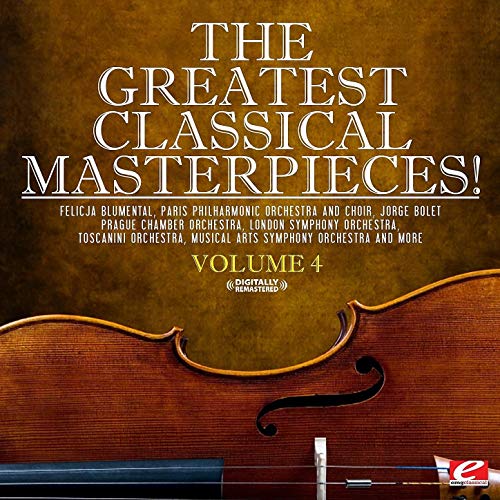 THE
GREATEST
CLASSICAL
MASTERPIECES!
FELICJA BLUMENTAL, PARIS PHILHARMONIC ORCHESTRA AND CHOIR, JORGE BOLET
PRAGUE CHAMBER ORCHESTRA, LONDON SYMPHONY ORCHESTRA,
TOSCANINI ORCHESTRA, MUSICAL ARTS SYMPHONY ORCHESTRA AND MORE
VOLUME 4
DIGITALLY
REMASTERED
e
emgclassical